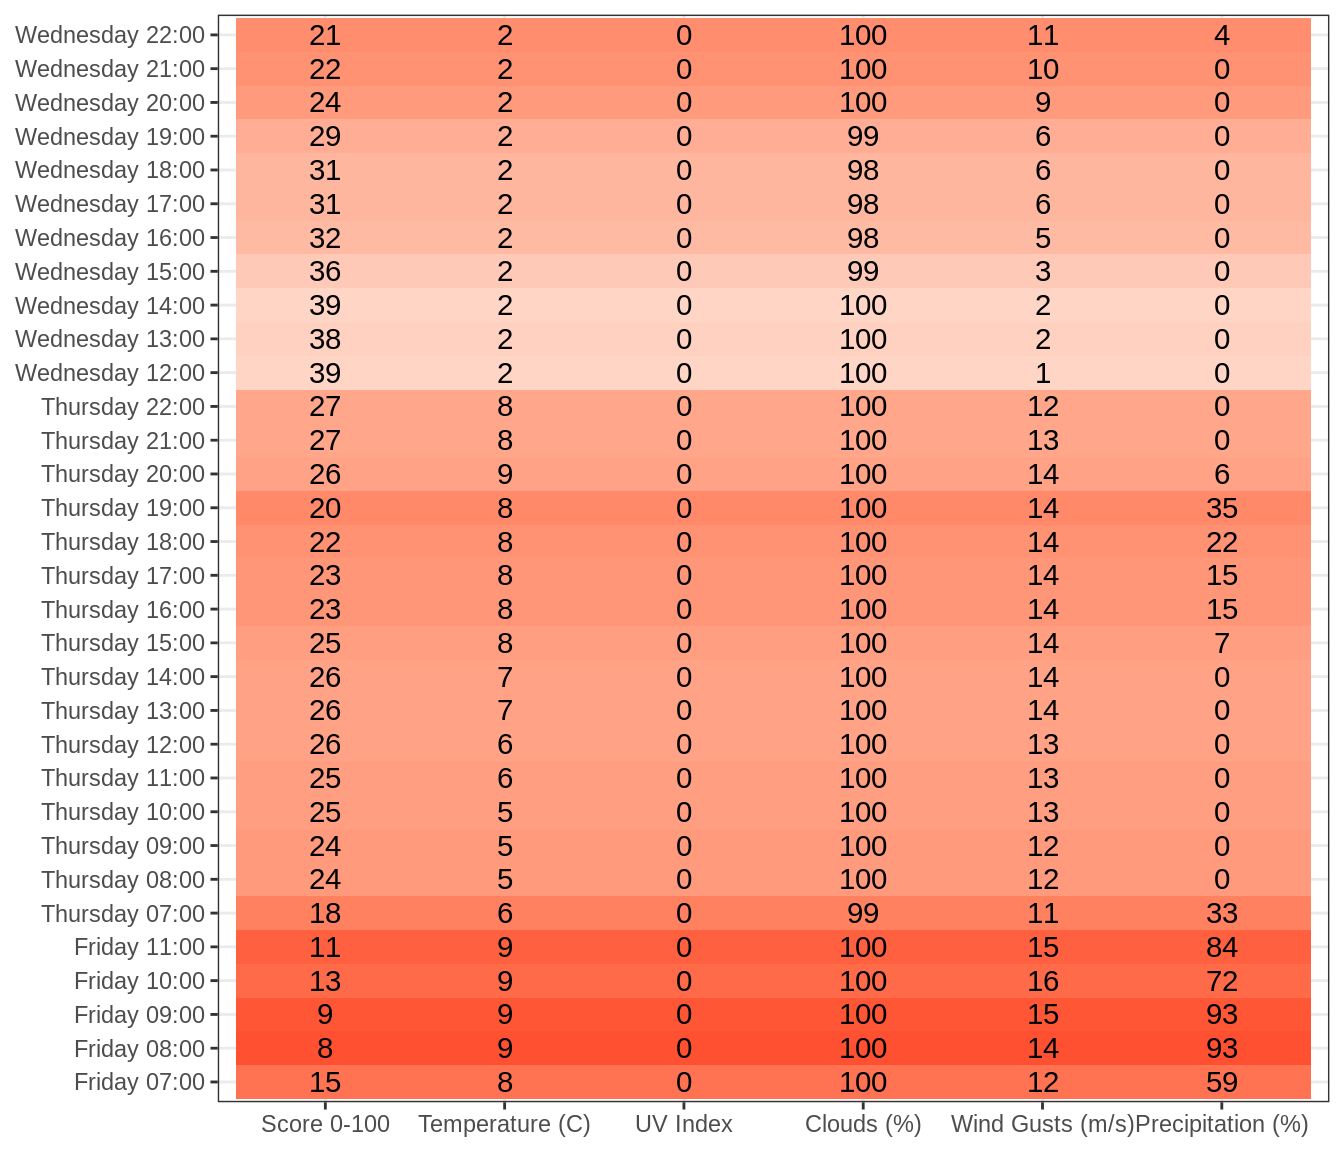 Wednesday 22:00 21 2 0 100 11 4
Wednesday 21:00 22 2 0 100 10 0
Wednesday 20:00 24 2 0 100 9 0
Wednesday 19:00 29 2 0 99 6 0
Wednesday 18:00 31 2 0 98 6 0
Wednesday 17:00 31 2 0 98 6 0
Wednesday 16:00 32 2 0 98 5 0
Wednesday 15:00 36 2 0 99 3 0
Wednesday 14:00 39 2 0 100 2 0
Wednesday 13:00 38 2 0 100 2 0
Wednesday 12:00 39 2 0 100 1 0
Thursday 22:00 27 8 0 100 12 0
Thursday 21:00 27 8 0 100 13 0
Thursday 20:00 26 9 0 100 14 6
Thursday 19:00 20 8 0 100 14 35
Thursday 18:00 22 8 0 100 14 22
Thursday 17:00 23 8 0 100 14 15
Thursday 16:00 23 8 0 100 14 15
Thursday 15:00 25 8 0 100 14 7
Thursday 14:00 26 7 0 100 14 0
Thursday 13:00 26 7 0 100 14 0
Thursday 12:00 26 6 0 100 13 0
Thursday 11:00 25 6 0 100 13 0
Thursday 10:00 25 5 0 100 13 0
Thursday 09:00 24 5 0 100 12 0
Thursday 08:00 24 5 0 100 12 0
Thursday 07:00 18 6 0 99 11 33
Friday 11:00 11 9 0 100 15 84
Friday 10:00 13 9 0 100 16 72
Friday 09:00 9 9 0 100 15 93
Friday 08:00 8 9 0 100 14 93
Friday 07:00 15 8 0 100 12 59
Score 0-100 Temperature (C) UV Index Clouds (%) Wind Gusts (m/s) Precipitation (%)